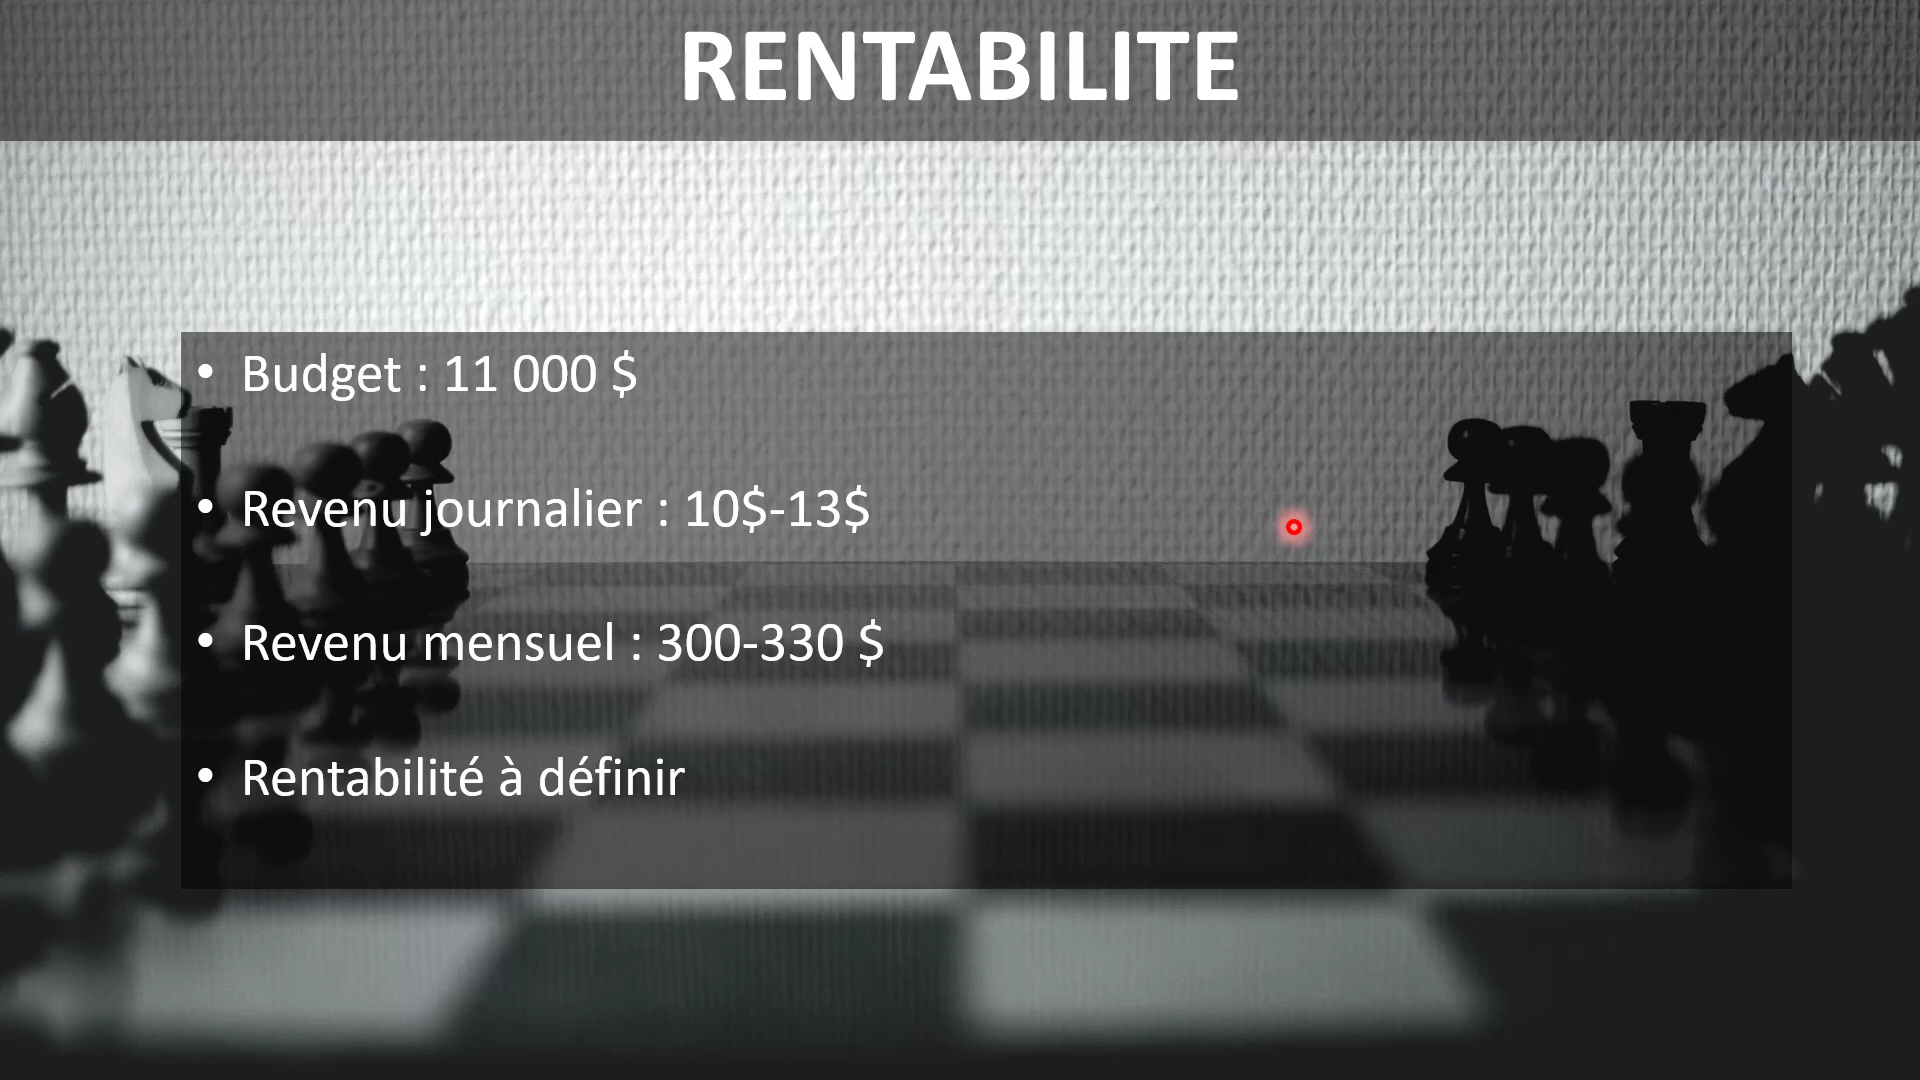 RENTABILITE
• Budget : 11 000 $
• Revenu journalier : 10$-13$
• Revenu mensuel : 300-330 $
• Rentabilité à définir